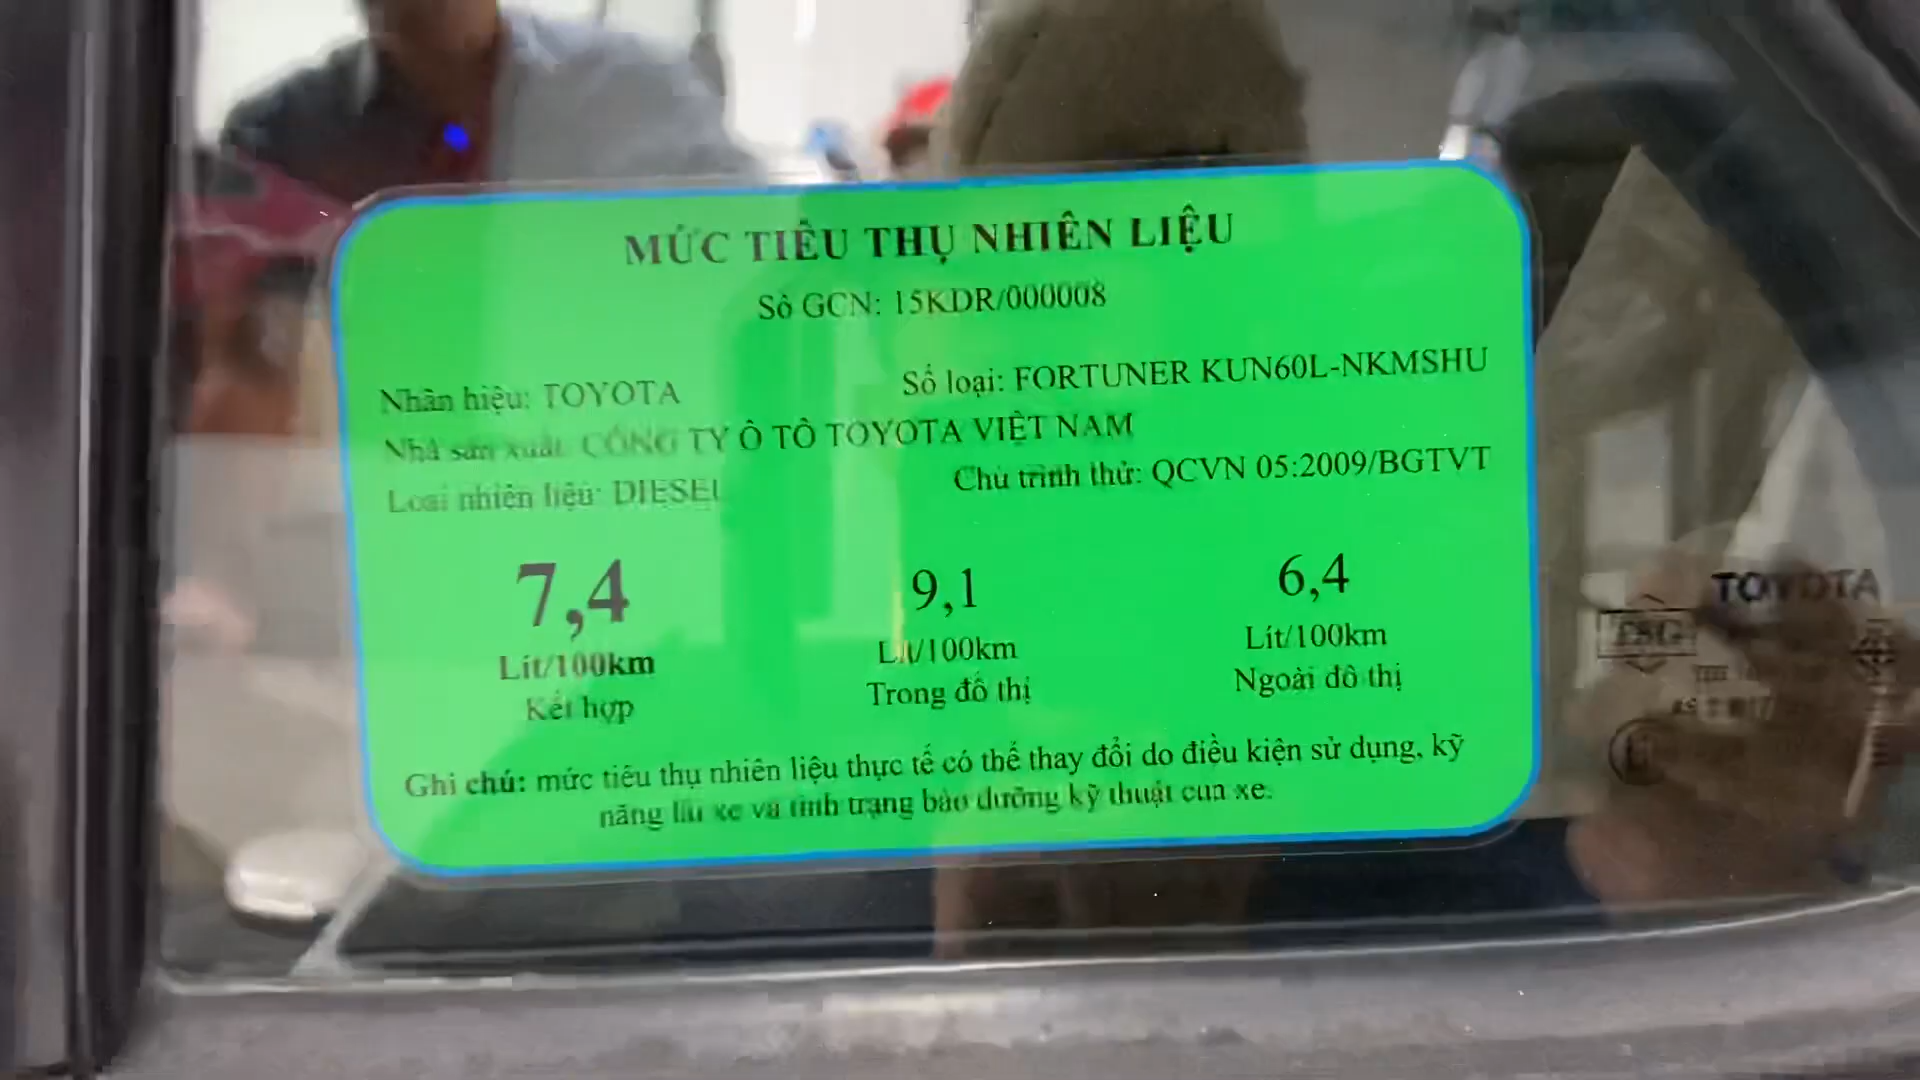 MỨC TIÊU THỤ NHIÊN LIỆU
Số GCN: 15KDR/000008
Nhãn hiệu: TOYOTA
Số loại: FORTUNER KUN60L-NKMSHU
Nhà sản xuất: CÔNG TY Ô TÔ TOYOTA VIỆT NAM
Loại nhiên liệu: DIESEL
Chu trình thử: QCVN 05:2009/BGTVT
7,4
Lít/100km
Kết hợp
9,1
Lít/100km
Trong đô thị
6,4
Lít/100km
Ngoài đô thị
Ghi chú: mức tiêu thụ nhiên liệu thực tế có thể thay đổi do điều kiện sử dụng, kỹ
năng lái xe và tình trạng bảo dưỡng kỹ thuật của xe.
TOYOTA